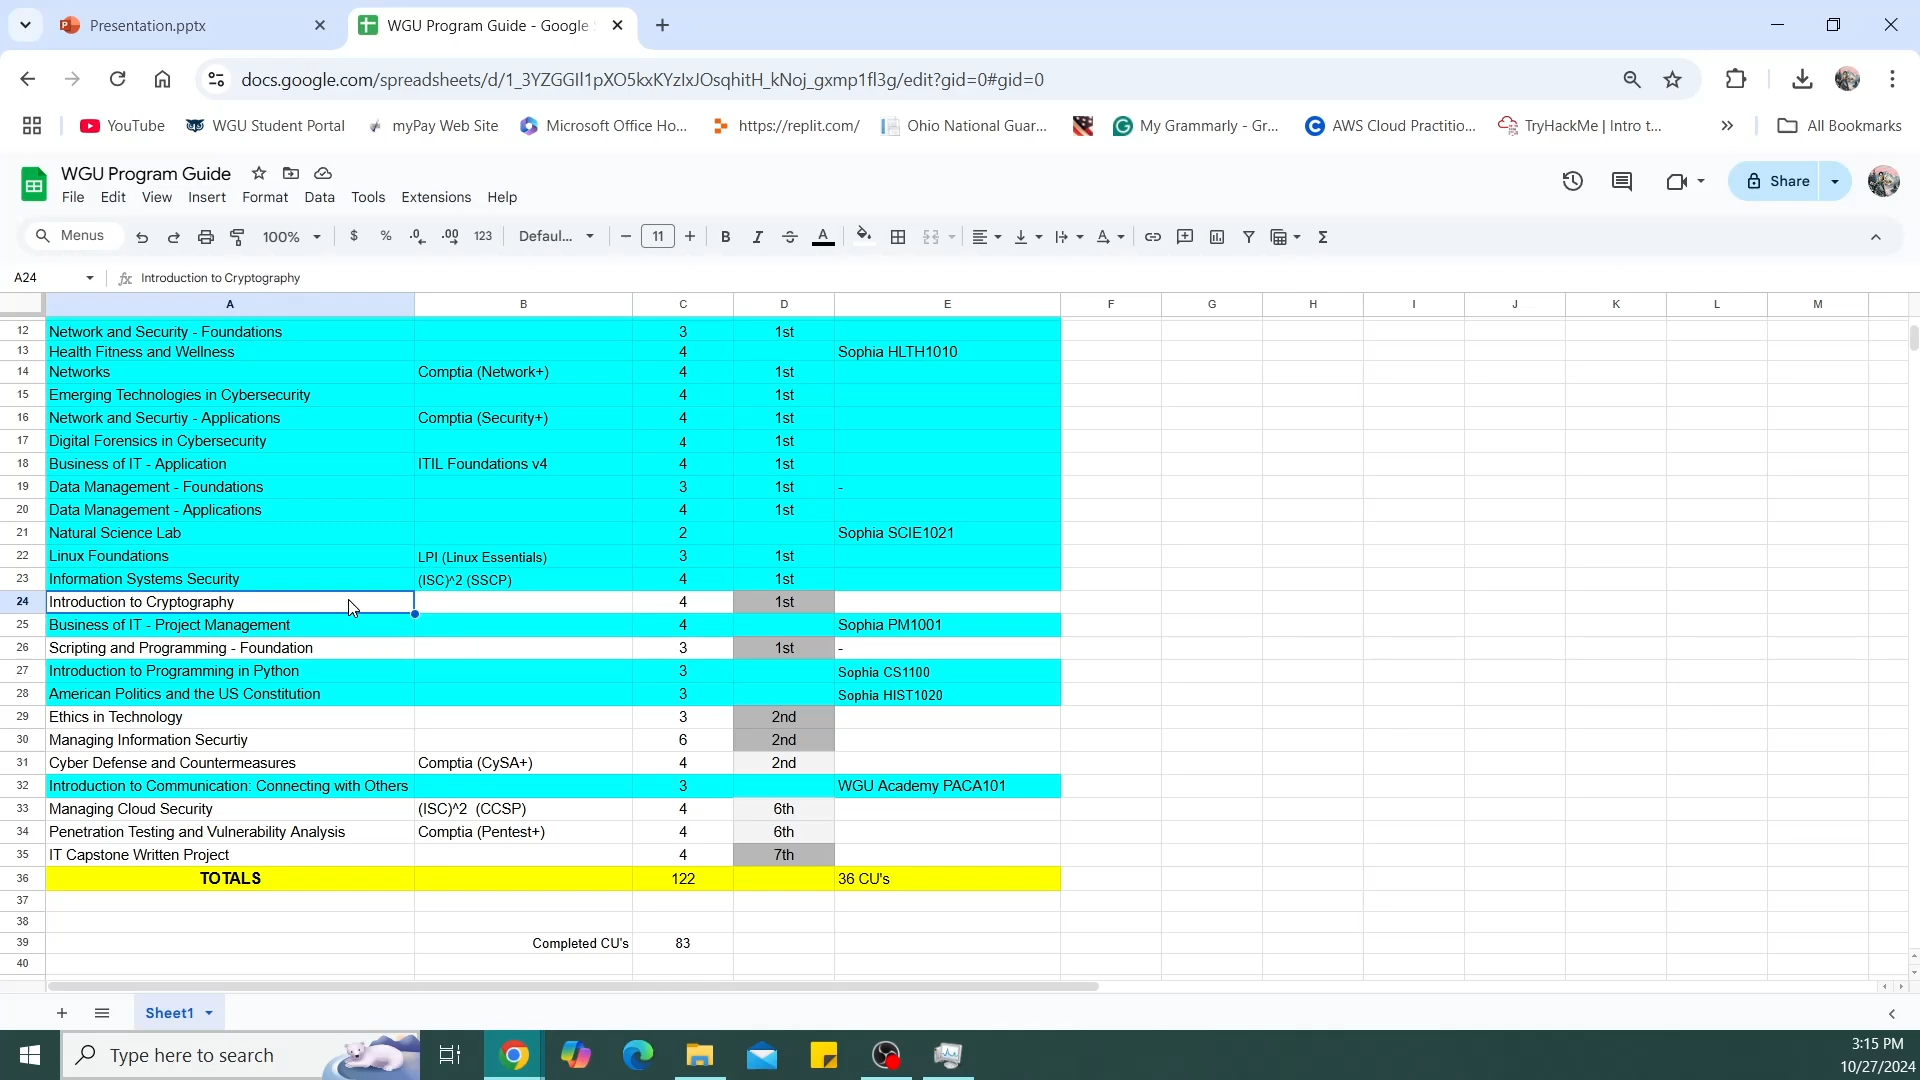 Presentation.pptx
WGU Program Guide - Google
docs.google.com/spreadsheets/d/1_3YZGGIl1pXO5kxKYzIxJOsqhitH_kNoj_gxmp1fl3g/edit?gid=0#gid=0
YouTube WGU Student Portal myPay Web Site Microsoft Office Ho... https://replit.com/ Ohio National Guar... My Grammarly - Gr... AWS Cloud Practitio... TryHackMe | Intro t... All Bookmarks
WGU Program Guide
File Edit View Insert Format Data Tools Extensions Help
Share
Menus 100% $ % .0 .00 123 Defaul... 11 B I A
A24 Introduction to Cryptography
A B C D E F G H I J K L M
12 Network and Security - Foundations 3 1st
13 Health Fitness and Wellness 4 Sophia HLTH1010
14 Networks Comptia (Network+) 4 1st
15 Emerging Technologies in Cybersecurity 4 1st
16 Network and Securtiy - Applications Comptia (Security+) 4 1st
17 Digital Forensics in Cybersecurity 4 1st
18 Business of IT - Application ITIL Foundations v4 4 1st
19 Data Management - Foundations 3 1st -
20 Data Management - Applications 4 1st
21 Natural Science Lab 2 Sophia SCIE1021
22 Linux Foundations LPI (Linux Essentials) 3 1st
23 Information Systems Security (ISC)^2 (SSCP) 4 1st
24 Introduction to Cryptography 4 1st
25 Business of IT - Project Management 4 Sophia PM1001
26 Scripting and Programming - Foundation 3 1st -
27 Introduction to Programming in Python 3 Sophia CS1100
28 American Politics and the US Constitution 3 Sophia HIST1020
29 Ethics in Technology 3 2nd
30 Managing Information Securtiy 6 2nd
31 Cyber Defense and Countermeasures Comptia (CySA+) 4 2nd
32 Introduction to Communication: Connecting with Others 3 WGU Academy PACA101
33 Managing Cloud Security (ISC)^2 (CCSP) 4 6th
34 Penetration Testing and Vulnerability Analysis Comptia (Pentest+) 4 6th
35 IT Capstone Written Project 4 7th
36 TOTALS 122 36 CU's
37
38
39 Completed CU's 83
40
Sheet1
Type here to search
3:15 PM
10/27/2024